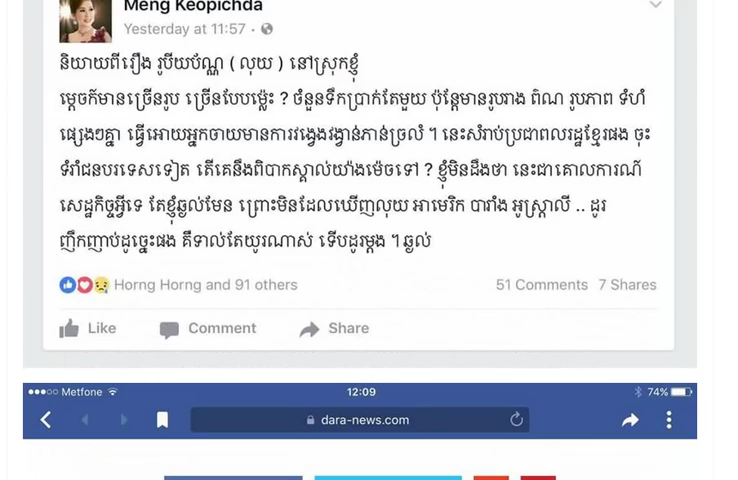 Meng Keopichda
Yesterday at 11:57 ·
និយាយពីរឿង រូបីយប័ណ្ណ ( លុយ ) នៅស្រុកខ្ញុំ
ម្តេចក៍មានច្រើនរូប ច្រើនបែបម្ល៉េះ ? ចំនួនទឹកប្រាក់តែមួយ ប៉ុន្តែមានរូបរាង ពិណ រូបភាព ទំហំ
ផ្សេងៗគ្នា ធ្វើអោយអ្នកចាយមានការវង្វេងវង្វាន់ភាន់ច្រលំ ។ នេះសំរាប់ប្រជាពលរដ្ឋខ្មែរផង ចុះ
ទំរាំជនបរទេសទៀត តើគេនឹងពិបាកស្គាល់យ៉ាងម៉េចទៅ ? ខ្ញុំមិនដឹងថា នេះជាគោលការណ៍
សេដ្ឋកិច្ចអ្វីទេ តែខ្ញុំឆ្ងល់មែន ព្រោះមិនដែលឃើញលុយ អាមេរិក បារាំង អូស្ត្រាលី .. ដូរ
ញឹកញាប់ដូច្នេះផង គឺទាល់តែយូរណាស់ ទើបដូរម្តង ។ ឆ្ងល់
Horng Horng and 91 others 51 Comments 7 Shares
Like Comment Share
Metfone 12:09 74%
dara-news.com